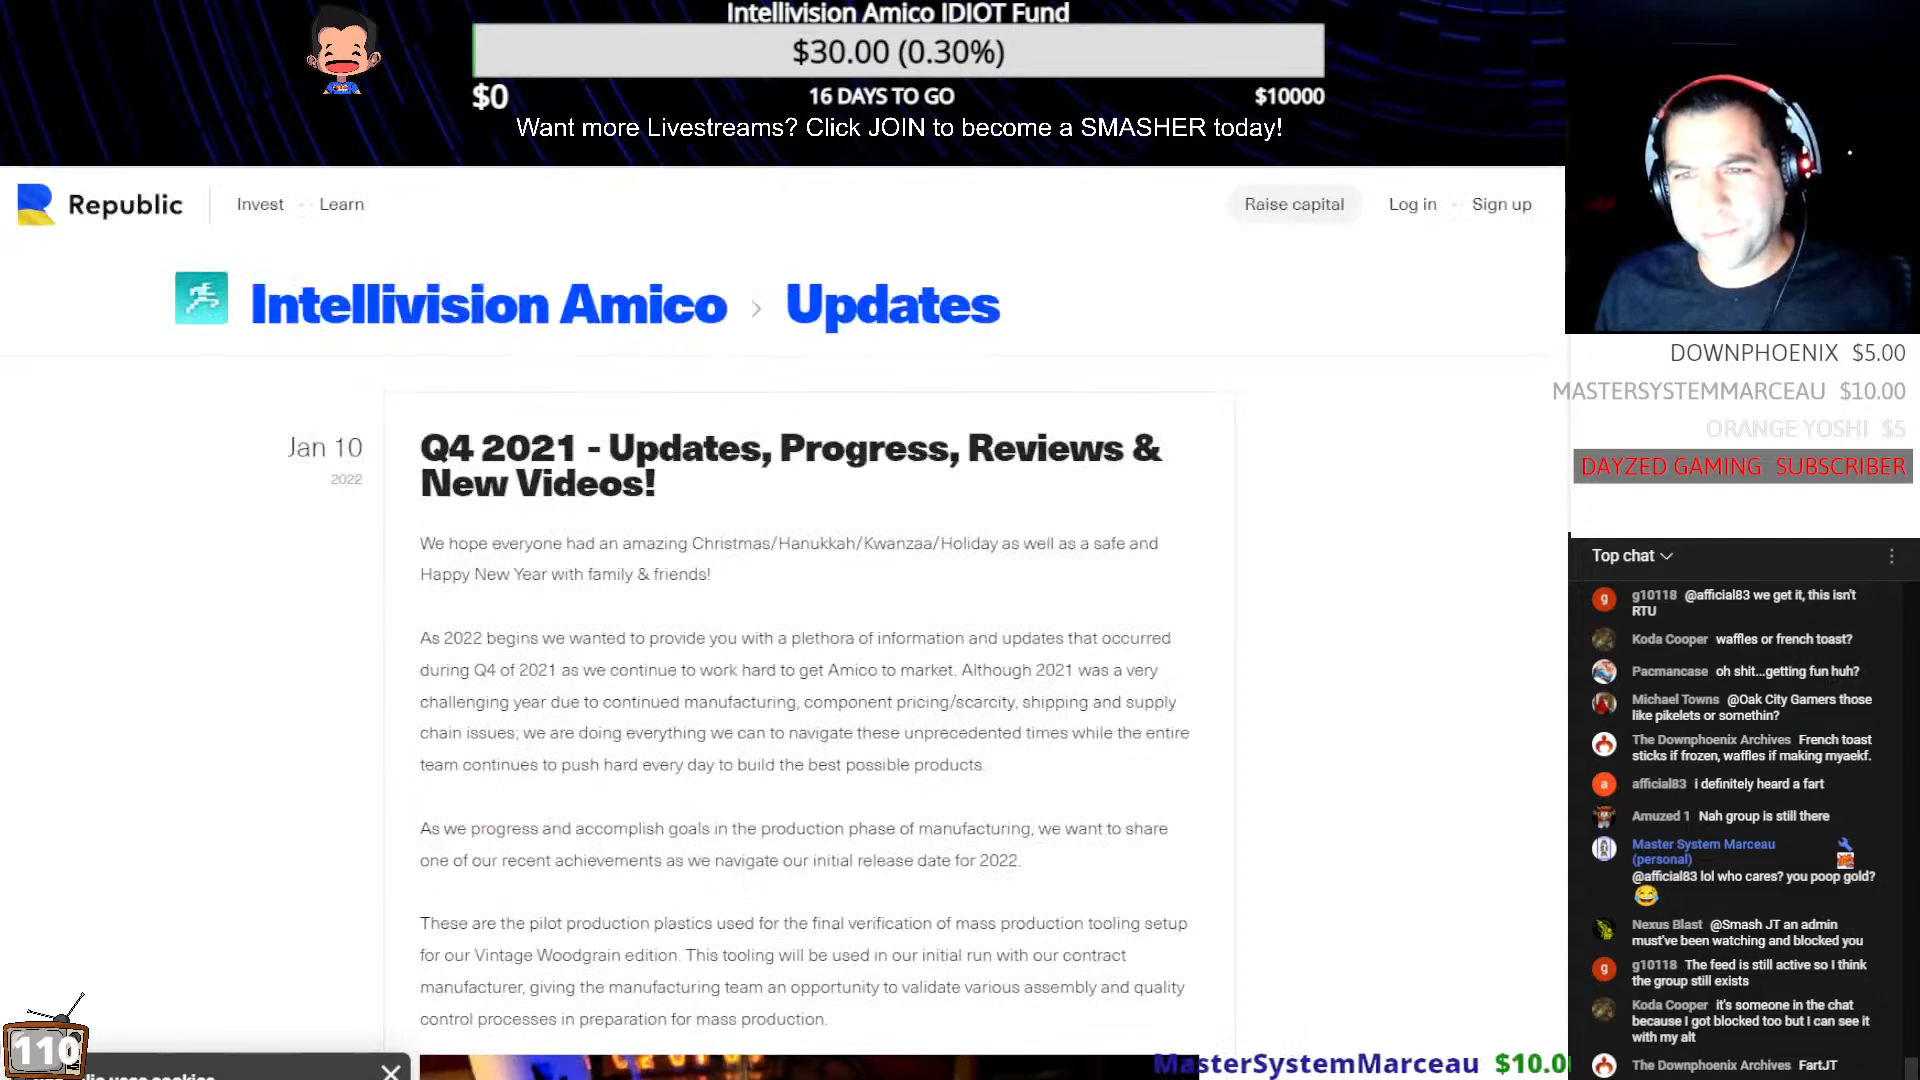 Intellivision Amico IDIOT Fund
$30.00 (0.30%)
$0
16 DAYS TO GO
$10000
Want more Livestreams? Click JOIN to become a SMASHER today!
Republic
Invest
Learn
Raise capital
Log in
Sign up
Intellivision Amico > Updates
Jan 10
2022
Q4 2021 - Updates, Progress, Reviews &
New Videos!
We hope everyone had an amazing Christmas/Hanukkah/Kwanzaa/Holiday as well as a safe and
Happy New Year with family & friends!
As 2022 begins we wanted to provide you with a plethora of information and updates that occurred
during Q4 of 2021 as we continue to work hard to get Amico to market. Although 2021 was a very
challenging year due to continued manufacturing, component pricing/scarcity, shipping and supply
chain issues; we are doing everything we can to navigate these unprecedented times while the entire
team continues to push hard every day to build the best possible products.
As we progress and accomplish goals in the production phase of manufacturing, we want to share
one of our recent achievements as we navigate our initial release date for 2022.
These are the pilot production plastics used for the final verification of mass production tooling setup
for our Vintage Woodgrain edition. This tooling will be used in our initial run with our contract
manufacturer, giving the manufacturing team an opportunity to validate various assembly and quality
control processes in preparation for mass production.
110
uses cookies
MasterSystemMarceau $10.0
DOWNPHOENIX $5.00
MASTERSYSTEMMARCEAU $10.00
ORANGE YOSHI $5
DAYZED GAMING SUBSCRIBER
Top chat
g10118 @afficial83 we get it, this isn't
RTU
Koda Cooper waffles or french toast?
Pacmancase oh shit...getting fun huh?
Michael Towns @Oak City Gamers those
like pikelets or somethin?
The Downphoenix Archives French toast
sticks if frozen, waffles if making myaekf.
afficial83 i definitely heard a fart
Amuzed 1 Nah group is still there
Master System Marceau
(personal)
@afficial83 lol who cares? you poop gold?
Nexus Blast @Smash JT an admin
must've been watching and blocked you
g10118 The feed is still active so I think
the group still exists
Koda Cooper it's someone in the chat
because I got blocked too but I can see it
with my alt
The Downphoenix Archives FartJT